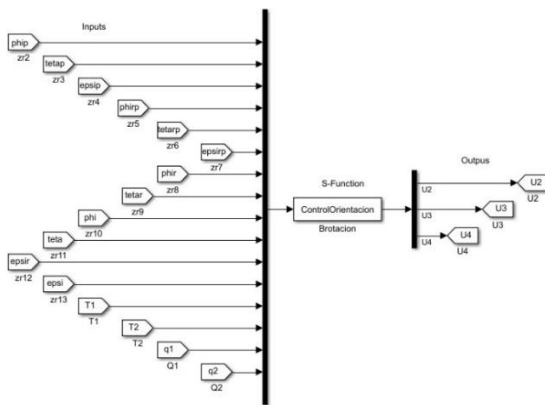 Inputs
phip
zr2
tetap
zr3
epsip
zr4
phirp
zr5
tetarp
zr6
epsirp
zr7
phir
zr8
tetar
zr9
phi
zr10
teta
zr11
epsir
zr12
epsi
zr13
T1
T1
T2
T2
q1
Q1
q2
Q2
S-Function
ControlOrientacion
Brotacion
Outpus
U2
U2
U2
U3
U3
U3
U4
U4
U4